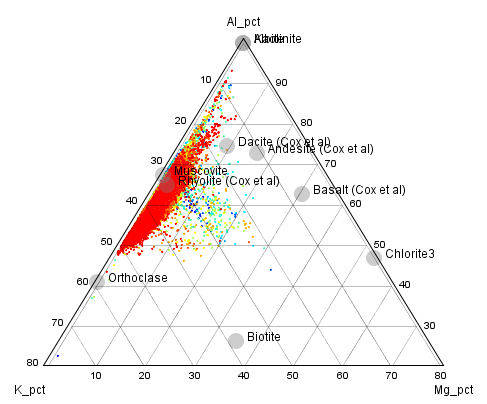 Al_pct
Kaolinite
Albite
10
90
20
80
Dacite (Cox et al)
Andesite (Cox et al)
30
70
Muscovite
Rhyolite (Cox et al)
Basalt (Cox et al)
40
60
50
50
Chlorite3
Orthoclase
60
40
70
30
Biotite
80
10
20
30
40
50
60
70
80
K_pct
Mg_pct